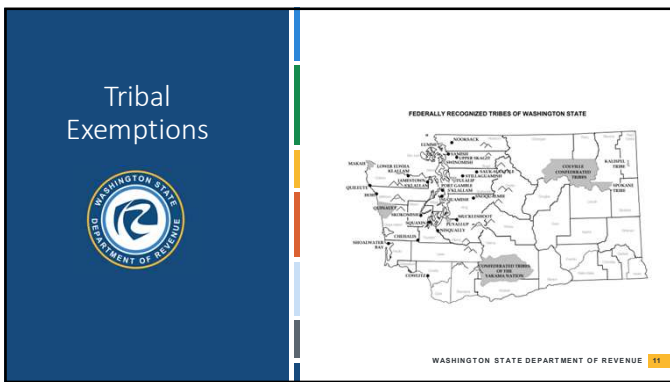 Tribal
Exemptions
WASHINGTON STATE
DEPARTMENT OF REVENUE
FEDERALLY RECOGNIZED TRIBES OF WASHINGTON STATE
NOOKSACK
LUMMI
SAMISH
UPPER SKAGIT
SWINOMISH
MAKAH
LOWER ELWHA
KLALLAM
STILLAGUAMISH
TULALIP
JAMESTOWN
S'KLALLAM
PORT GAMBLE
S'KLALLAM
QUILEUTE
HOH
SUQUAMISH
SNOQUALMIE
QUINAULT
SKOKOMISH
MUCKLESHOOT
SQUAXIN
PUYALLUP
NISQUALLY
CHEHALIS
SHOALWATER
BAY
COWLITZ
COLVILLE
CONFEDERATED
TRIBES
KALISPEL
TRIBE
SPOKANE
TRIBE
CONFEDERATED TRIBES
OF THE
YAKAMA NATION
WASHINGTON STATE DEPARTMENT OF REVENUE 11